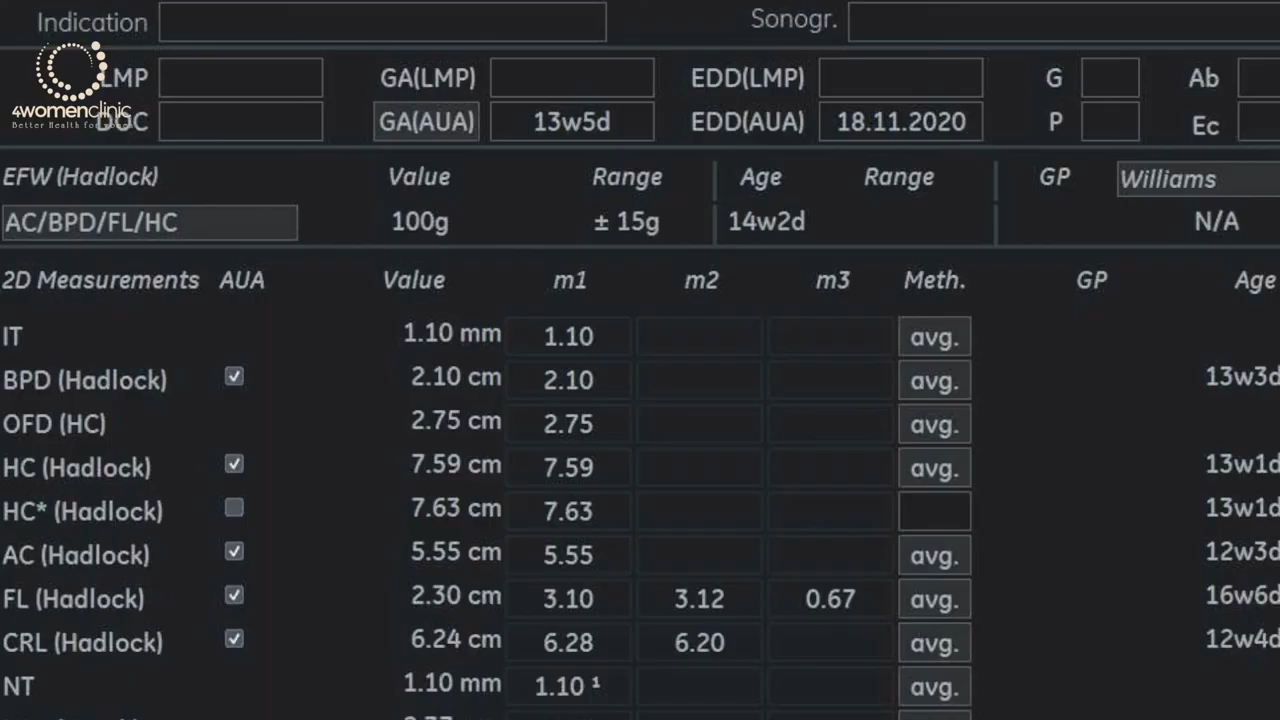 Indication Sonogr.
LMP GA(LMP) EDD(LMP) G Ab
4womenclinic
Better Health for
GA(AUA) 13w5d EDD(AUA) 18.11.2020 P Ec
EFW (Hadlock) Value Range Age Range GP Williams
AC/BPD/FL/HC 100g ± 15g 14w2d N/A
2D Measurements AUA Value m1 m2 m3 Meth. GP Age
IT 1.10 mm 1.10 avg.
BPD (Hadlock) 2.10 cm 2.10 avg. 13w3d
OFD (HC) 2.75 cm 2.75 avg.
HC (Hadlock) 7.59 cm 7.59 avg. 13w1d
HC* (Hadlock) 7.63 cm 7.63 13w1d
AC (Hadlock) 5.55 cm 5.55 avg. 12w3d
FL (Hadlock) 2.30 cm 3.10 3.12 0.67 avg. 16w6d
CRL (Hadlock) 6.24 cm 6.28 6.20 avg. 12w4d
NT 1.10 mm 1.10 ¹ avg.